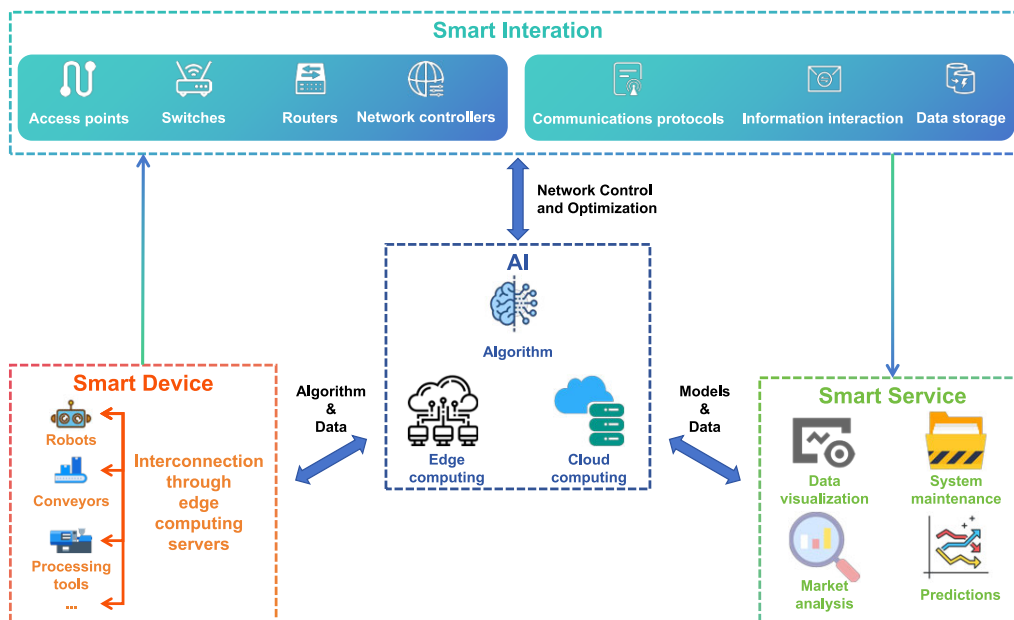 Smart Interation
Access points
Switches
Routers
Network controllers
Communications protocols
Information interaction
Data storage
Network Control
and Optimization
AI
Algorithm
Edge
computing
Cloud
computing
Algorithm
&
Data
Models
&
Data
Smart Device
Robots
Conveyors
Processing
tools
...
Interconnection
through
edge
computing
servers
Smart Service
Data
visualization
System
maintenance
Market
analysis
Predictions